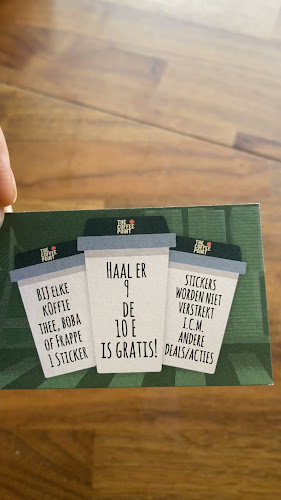 THE
COFFEE
POINT
BIJ ELKE
KOFFIE
THEE, BOBA
OF FRAPPE
1 STICKER
THE
COFFEE
POINT
HAAL ER
9
DE
10 E
IS GRATIS!
THE
COFFEE
POINT
STICKERS
WORDEN NIET
VERSTREKT
I.C.M.
ANDERE
DEALS/ACTIES